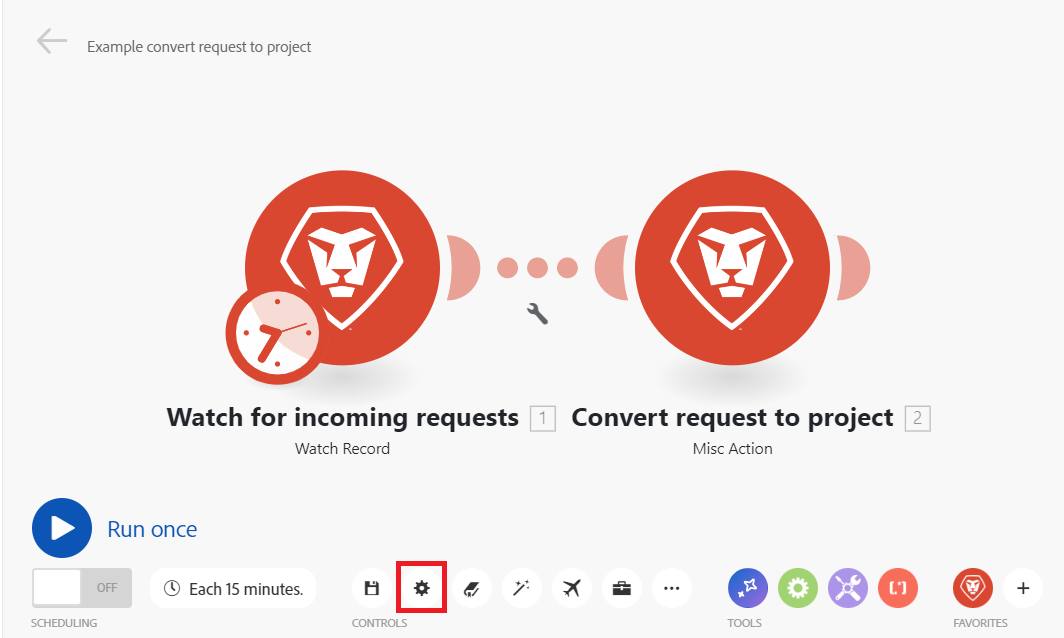 Example convert request to project
Watch for incoming requests 1
Watch Record
Convert request to project 2
Misc Action
Run once
OFF
Each 15 minutes.
SCHEDULING
CONTROLS
TOOLS
FAVORITES